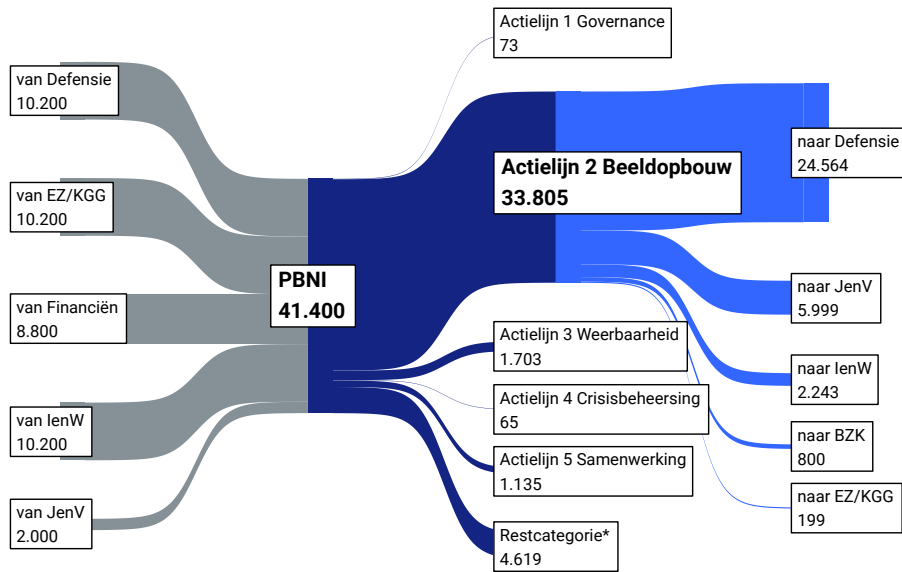 van Defensie
10.200
van EZ/KGG
10.200
van Financiën
8.800
van IenW
10.200
van JenV
2.000
PBNI
41.400
Actielijn 1 Governance
73
Actielijn 2 Beeldopbouw
33.805
Actielijn 3 Weerbaarheid
1.703
Actielijn 4 Crisisbeheersing
65
Actielijn 5 Samenwerking
1.135
Restcategorie*
4.619
naar Defensie
24.564
naar JenV
5.999
naar IenW
2.243
naar BZK
800
naar EZ/KGG
199